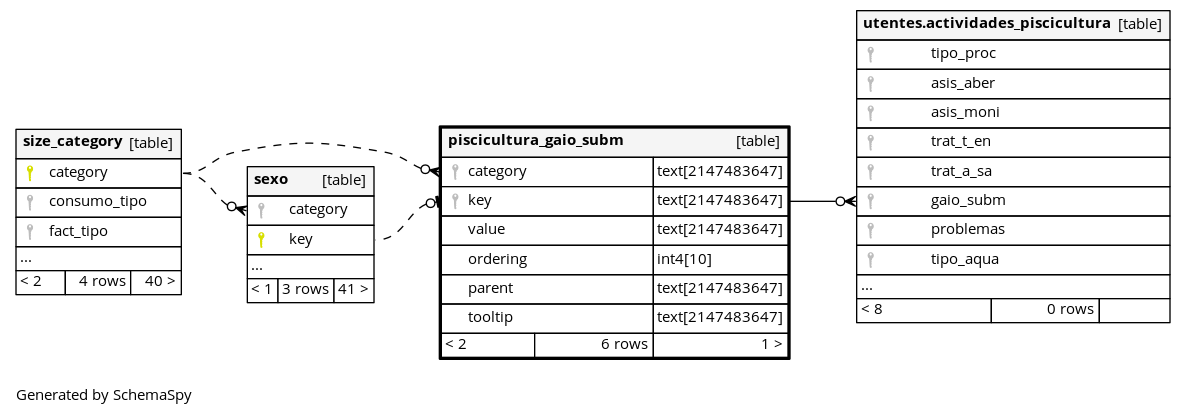 size_category [table]
category
consumo_tipo
fact_tipo
...
< 2 4 rows 40 >
sexo [table]
category
key
...
< 1 3 rows 41 >
piscicultura_gaio_subm [table]
category text[2147483647]
key text[2147483647]
value text[2147483647]
ordering int4[10]
parent text[2147483647]
tooltip text[2147483647]
< 2 6 rows 1 >
utentes.actividades_piscicultura [table]
tipo_proc
asis_aber
asis_moni
trat_t_en
trat_a_sa
gaio_subm
problemas
tipo_aqua
...
< 8 0 rows
Generated by SchemaSpy